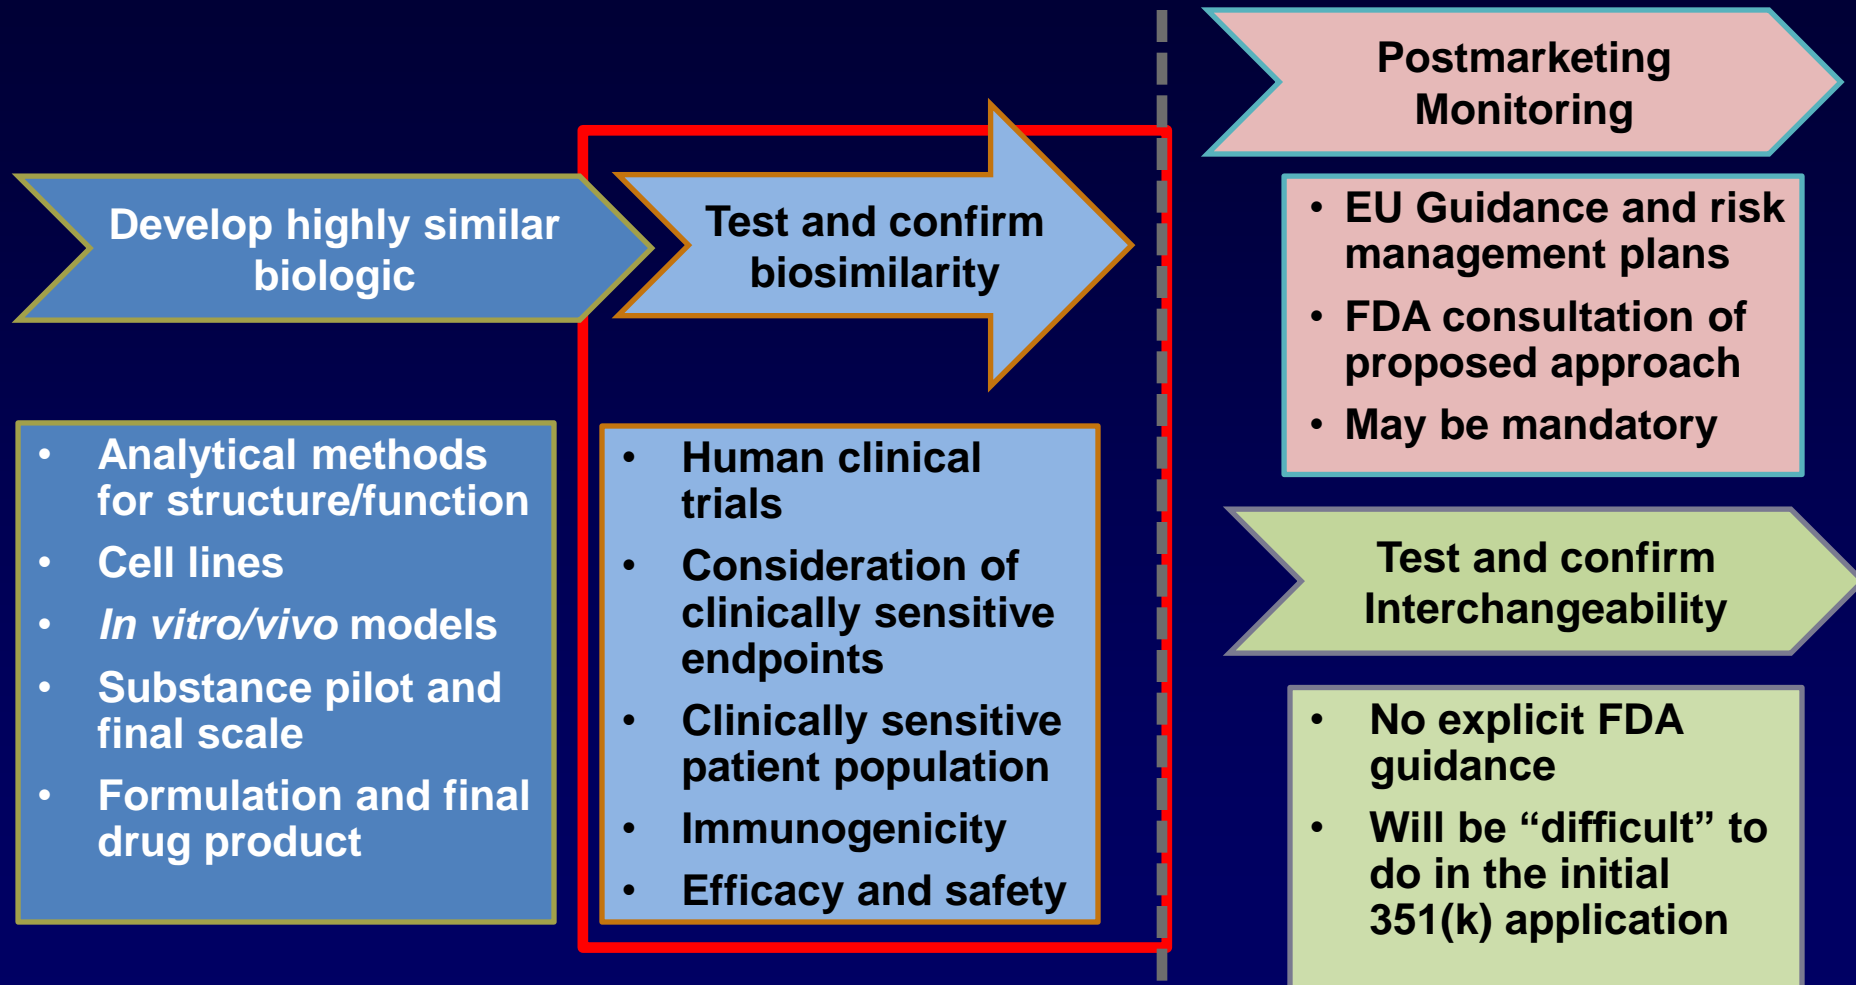 Develop highly similar
biologic
• Analytical methods
for structure/function
• Cell lines
• In vitro/vivo models
• Substance pilot and
final scale
• Formulation and final
drug product
Test and confirm
biosimilarity
• Human clinical
trials
• Consideration of
clinically sensitive
endpoints
• Clinically sensitive
patient population
• Immunogenicity
• Efficacy and safety
Postmarketing
Monitoring
• EU Guidance and risk
management plans
• FDA consultation of
proposed approach
• May be mandatory
Test and confirm
Interchangeability
• No explicit FDA
guidance
• Will be “difficult” to
do in the initial
351(k) application